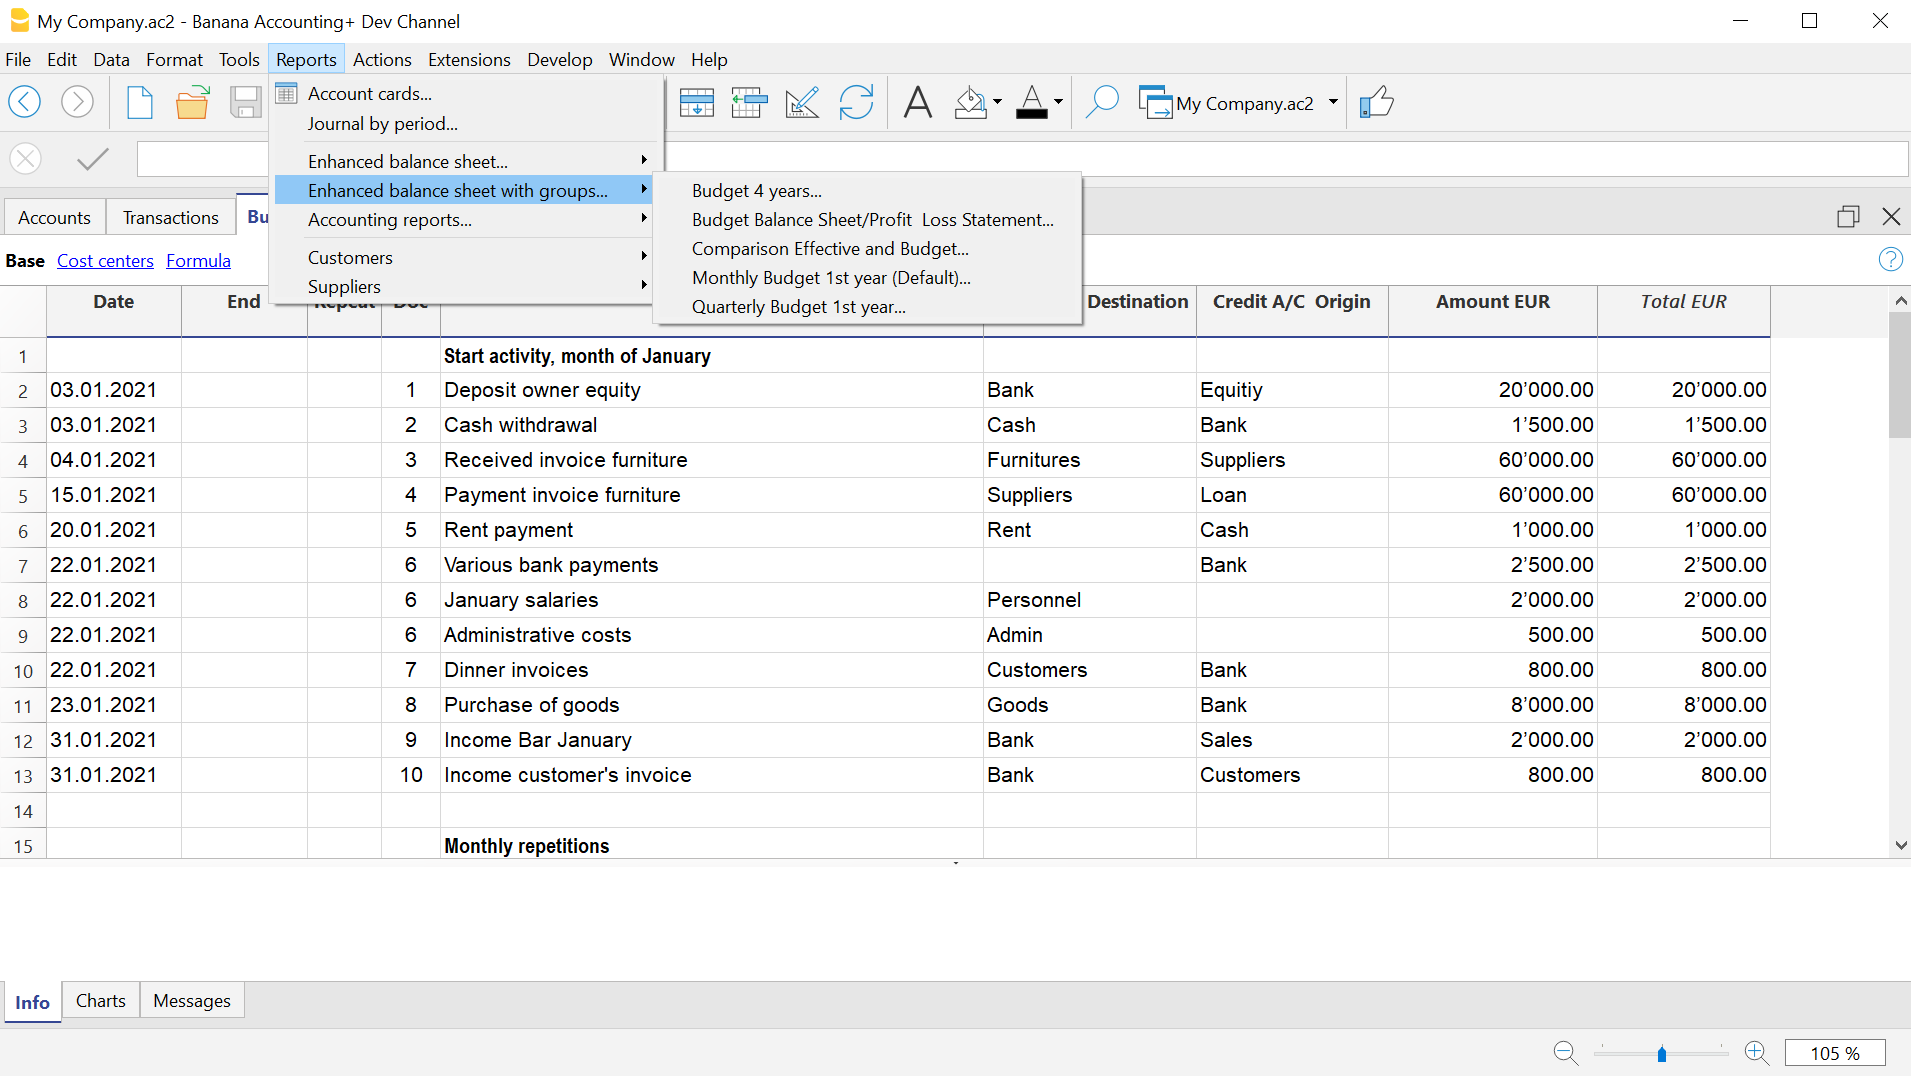 My Company.ac2 - Banana Accounting+ Dev Channel
File Edit Data Format Tools Reports Actions Extensions Develop Window Help
My Company.ac2
Account cards...
Journal by period...
Enhanced balance sheet...
Enhanced balance sheet with groups...
Accounting reports...
Customers
Suppliers
Budget 4 years...
Budget Balance Sheet/Profit Loss Statement...
Comparison Effective and Budget...
Monthly Budget 1st year (Default)...
Quarterly Budget 1st year...
Accounts Transactions Bu
Base Cost centers Formula
?
Date End Repeat Doc Destination Credit A/C Origin Amount EUR Total EUR
1 Start activity, month of January
2 03.01.2021 1 Deposit owner equity Bank Equitiy 20’000.00 20’000.00
3 03.01.2021 2 Cash withdrawal Cash Bank 1’500.00 1’500.00
4 04.01.2021 3 Received invoice furniture Furnitures Suppliers 60’000.00 60’000.00
5 15.01.2021 4 Payment invoice furniture Suppliers Loan 60’000.00 60’000.00
6 20.01.2021 5 Rent payment Rent Cash 1’000.00 1’000.00
7 22.01.2021 6 Various bank payments Bank 2’500.00 2’500.00
8 22.01.2021 6 January salaries Personnel 2’000.00 2’000.00
9 22.01.2021 6 Administrative costs Admin 500.00 500.00
10 22.01.2021 7 Dinner invoices Customers Bank 800.00 800.00
11 23.01.2021 8 Purchase of goods Goods Bank 8’000.00 8’000.00
12 31.01.2021 9 Income Bar January Bank Sales 2’000.00 2’000.00
13 31.01.2021 10 Income customer's invoice Bank Customers 800.00 800.00
14
15 Monthly repetitions
Info Charts Messages
105 %